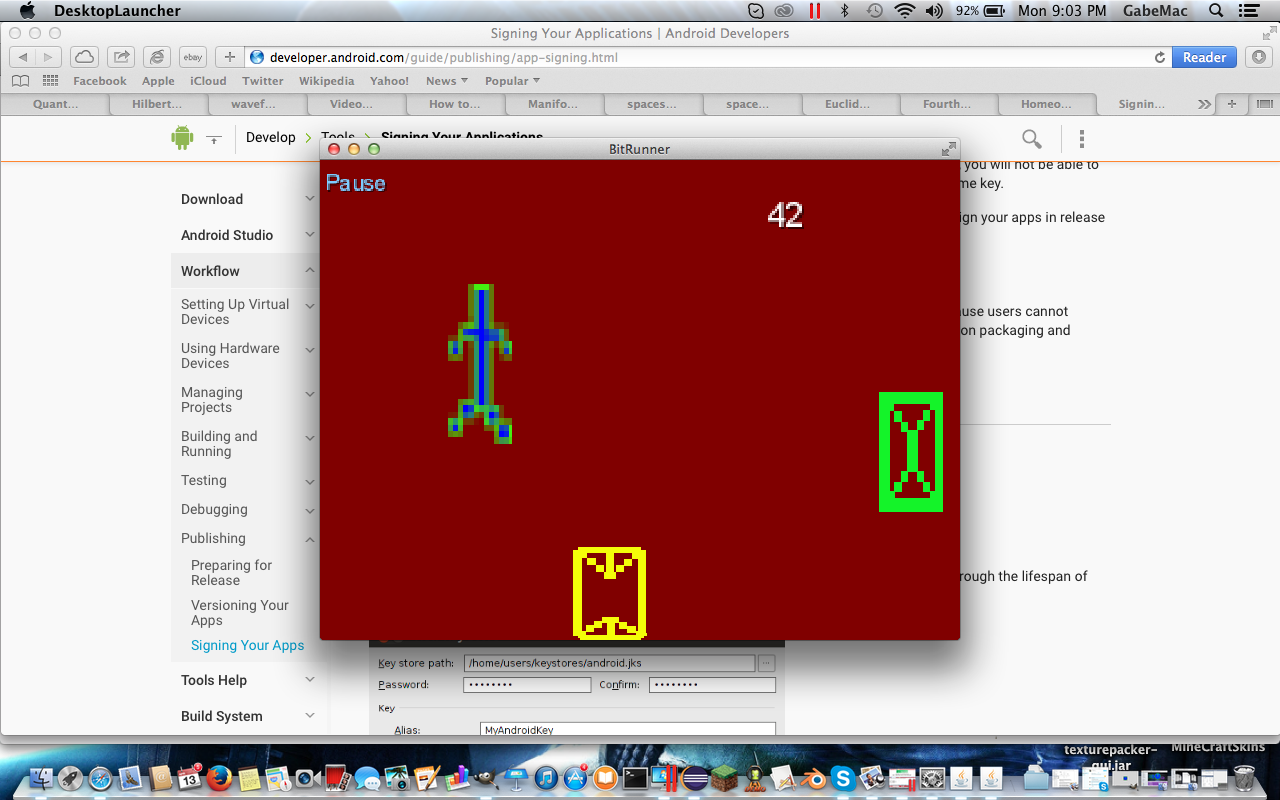 DesktopLauncher
92%
Mon 9:03 PM
GabeMac
Signing Your Applications | Android Developers
ebay
developer.android.com/guide/publishing/app-signing.html
Reader
Facebook
Apple
iCloud
Twitter
Wikipedia
Yahoo!
News
Popular
Quant...
Hilbert...
wavef...
Video...
How to...
Manifo...
spaces...
space...
Euclid...
Fourth...
Homeo...
Signin...
Develop
Tools
Signing Your Applications
BitRunner
you will not be able to
me key.
ign your apps in release
use users cannot
on packaging and
rough the lifespan of
Pause
42
Download
Android Studio
Workflow
Setting Up Virtual
Devices
Using Hardware
Devices
Managing
Projects
Building and
Running
Testing
Debugging
Publishing
Preparing for
Release
Versioning Your
Apps
Signing Your Apps
Tools Help
Build System
Key store path:
/home/users/keystores/android.jks
...
Password:
Confirm:
Key
Alias:
MyAndroidKey
texturepacker-
gui.jar
MineCraftSkins
13